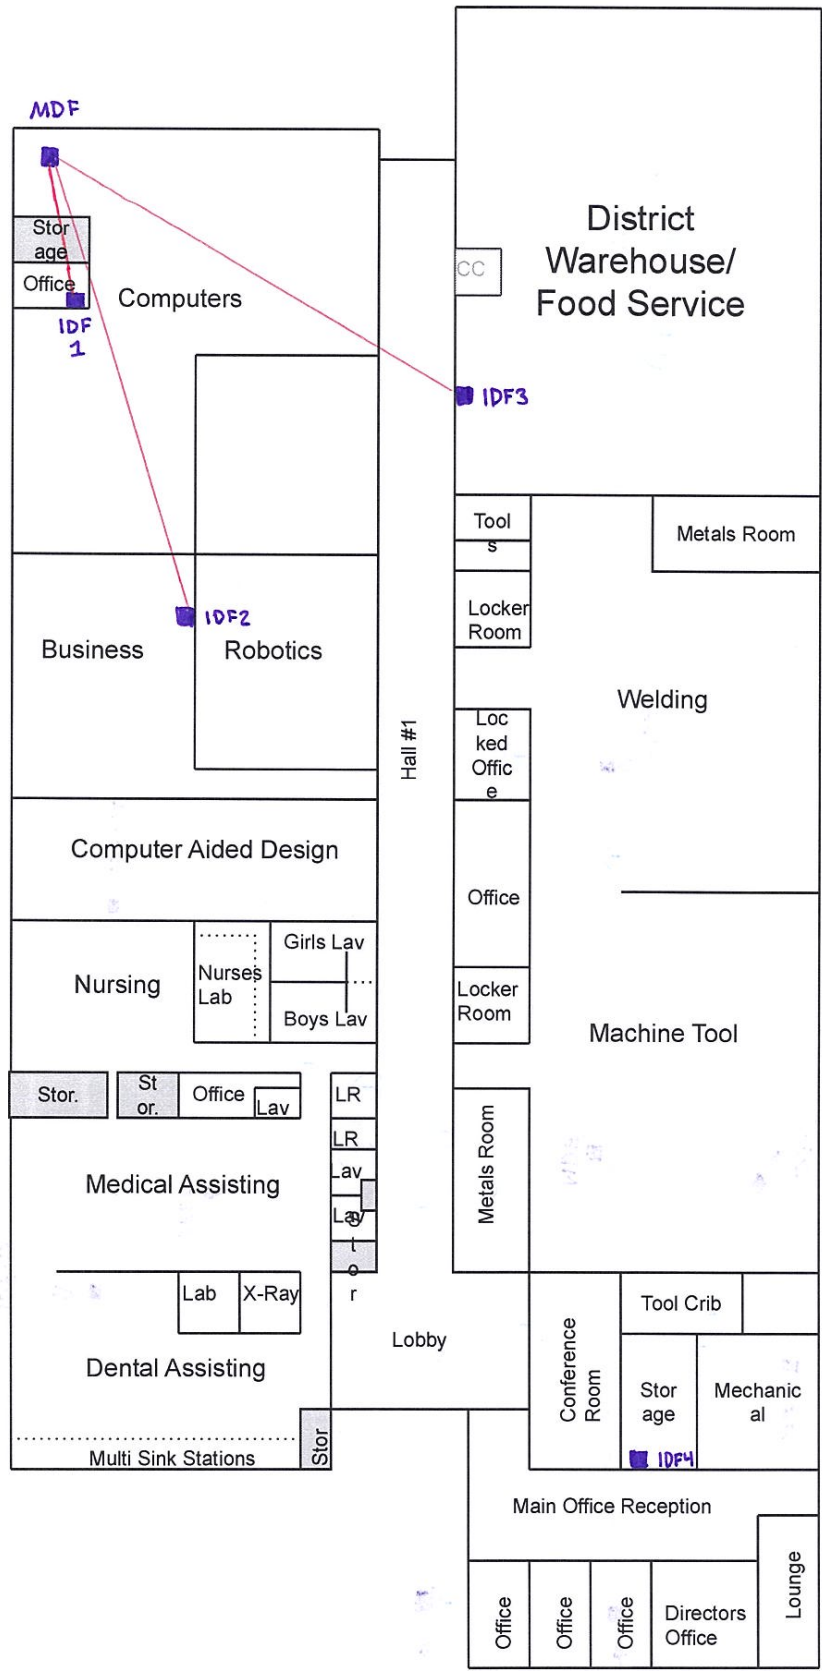 MDF
District
Warehouse/
Food Service
Stor
age
CC
Office
Computers
IDF
1
IDF3
Tool
s
Metals Room
Locker
Room
IDF2
Business
Robotics
Welding
Loc
ked
Offic
e
Hall #1
Computer Aided Design
Office
Girls Lav
Nurses
Lab
Nursing
Boys Lav
Locker
Room
Machine Tool
Stor.
St
or.
Office
Lav
LR
LR
Lav
Lav
Stor
Metals Room
Medical Assisting
Lab
X-Ray
Lobby
Tool Crib
Conference
Room
Dental Assisting
Stor
age
Mechanic
al
Multi Sink Stations
Stor
IDF4
Main Office Reception
Office
Office
Office
Directors
Office
Lounge